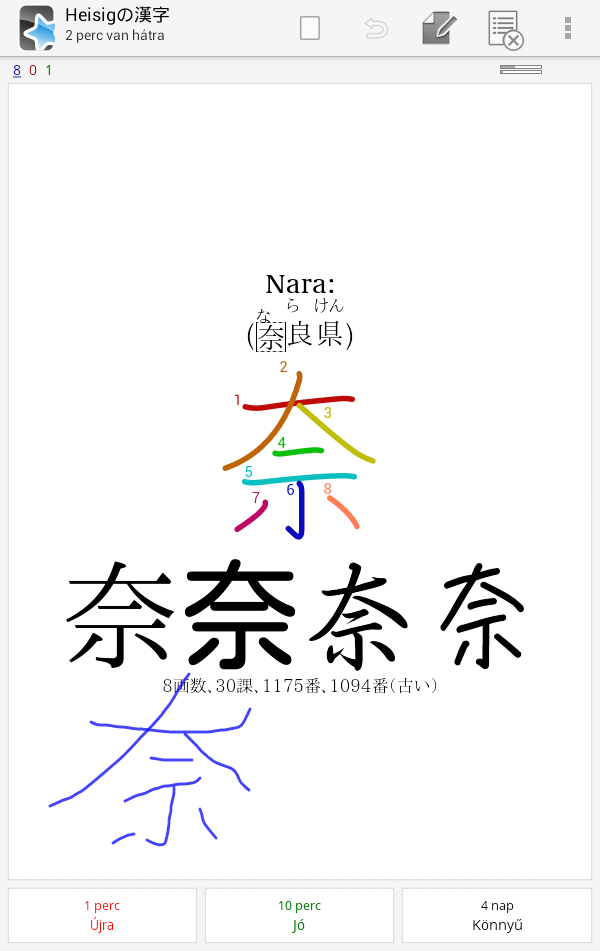 Heisigの漢字
2 perc van hátra
8 0 1
Nara:
な ら けん
(奈良県)
2
1
3
4
5
6
8
7
奈 奈 奈 奈
8画数、30課、1175番、1094番(古い)
奈
1 perc 10 perc 4 nap
Újra Jó Könnyű